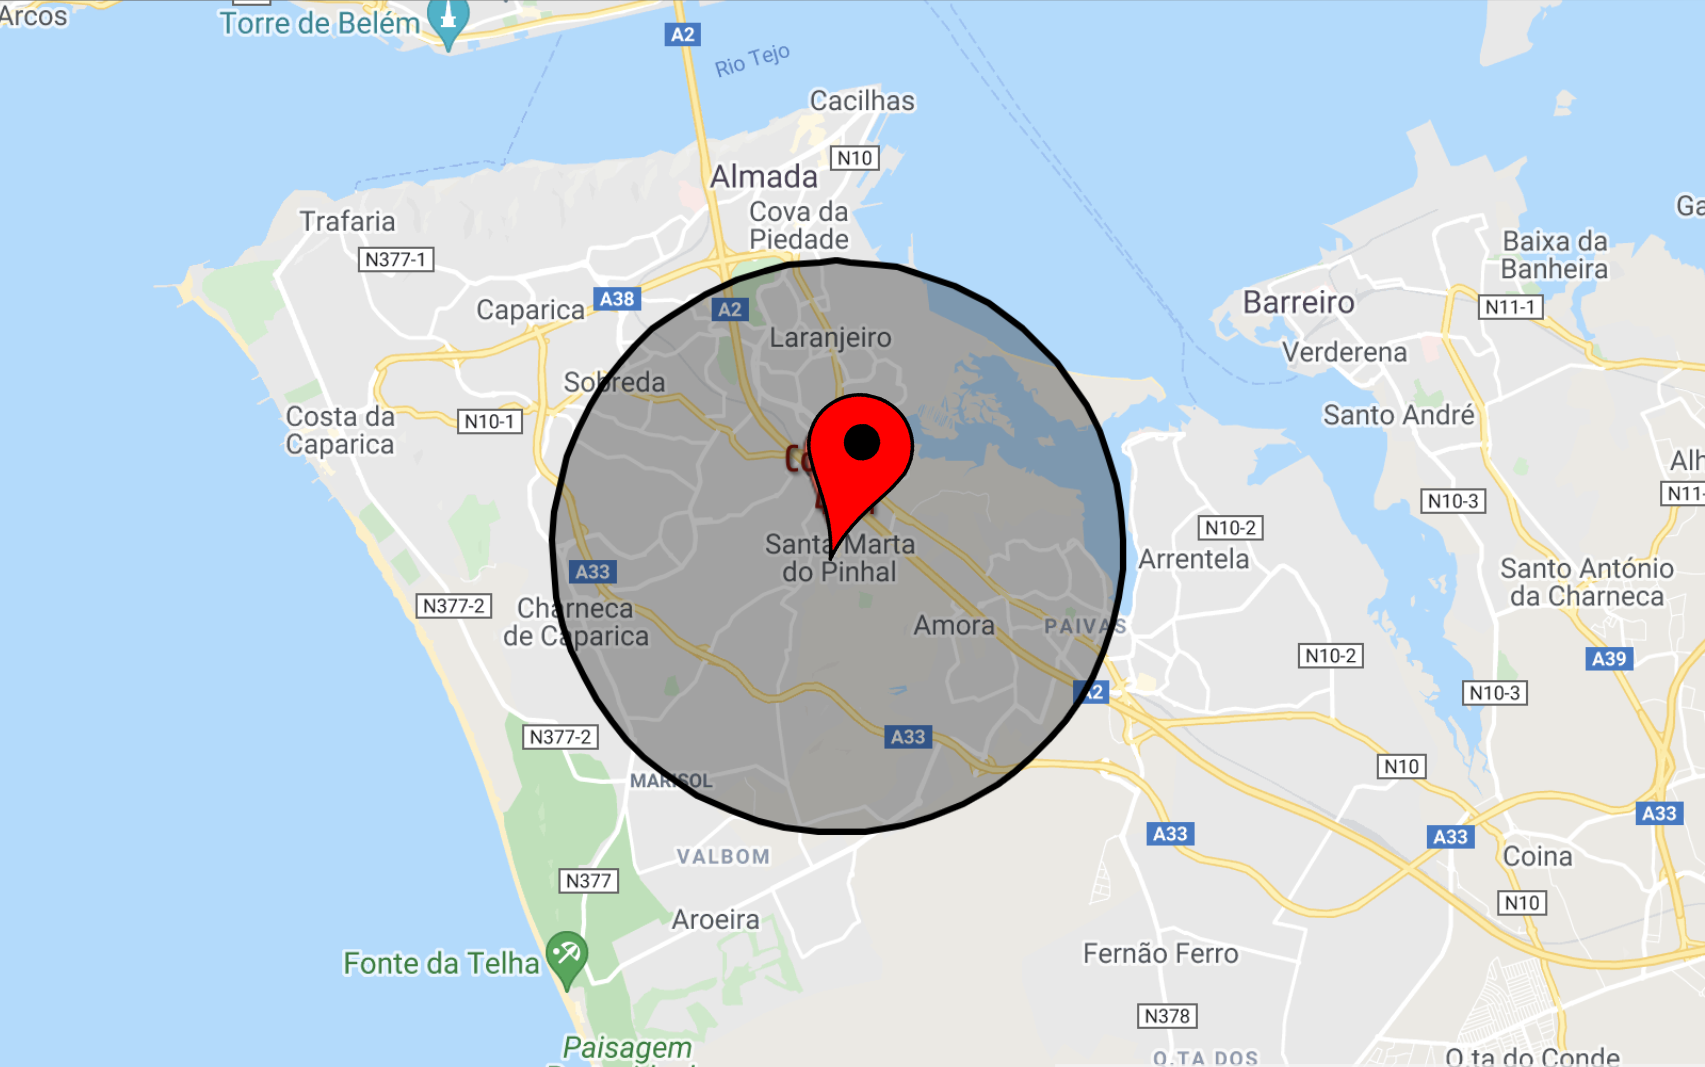 Arcos
Torre de Belém
A2
Rio Tejo
Cacilhas
N10
Almada
Cova da
Piedade
Trafaria
N377-1
Caparica
A38
A2
Laranjeiro
Sobreda
Costa da
Caparica
N10-1
Santa Marta
do Pinhal
A33
Charneca
de Caparica
N377-2
Amora
PAIVAS
A2
Arrentela
N10-2
Barreiro
Baixa da
Banheira
N11-1
Verderena
Santo André
N10-3
Santo António
da Charneca
N10-2
A39
N10-3
N377-2
A33
MARISOL
N10
A33
A33
A33
VALBOM
Coina
N377
N10
Aroeira
Fernão Ferro
Fonte da Telha
N378
Paisagem
Q.TA DOS
Q.ta do Conde